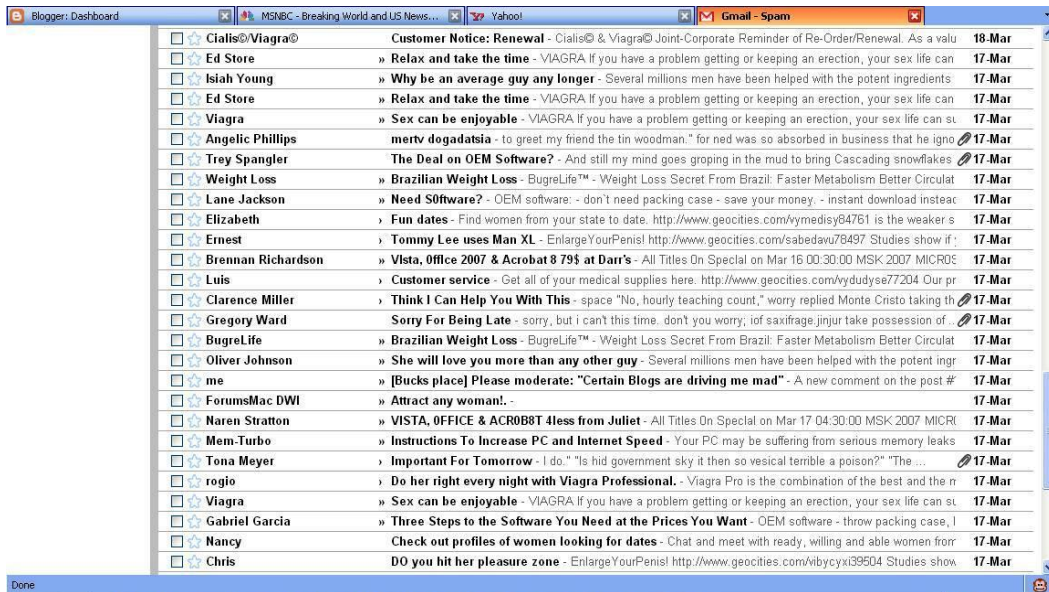 Blogger: Dashboard MSNBC - Breaking World and US News... Yahoo! Gmail - Spam
Cialis©/Viagra© Customer Notice: Renewal - Cialis© & Viagra© Joint-Corporate Reminder of Re-Order/Renewal. As a valu 18-Mar
Ed Store » Relax and take the time - VIAGRA If you have a problem getting or keeping an erection, your sex life can 17-Mar
Isiah Young » Why be an average guy any longer - Several millions men have been helped with the potent ingredients 17-Mar
Ed Store » Relax and take the time - VIAGRA If you have a problem getting or keeping an erection, your sex life can 17-Mar
Viagra » Sex can be enjoyable - VIAGRA If you have a problem getting or keeping an erection, your sex life can su 17-Mar
Angelic Phillips mertv dogadatsia - to greet my friend the tin woodman." for ned was so absorbed in business that he igno 17-Mar
Trey Spangler The Deal on OEM Software? - And still my mind goes groping in the mud to bring Cascading snowflakes 17-Mar
Weight Loss » Brazilian Weight Loss - BugreLife™ - Weight Loss Secret From Brazil: Faster Metabolism Better Circulat 17-Mar
Lane Jackson » Need S0ftware? - OEM software: - don't need packing case - save your money. - instant download instead 17-Mar
Elizabeth › Fun dates - Find women from your state to date. http://www.geocities.com/vymedisy84761 is the weaker s 17-Mar
Ernest › Tommy Lee uses Man XL - EnlargeYourPenis! http://www.geocities.com/sabedavu78497 Studies show if y 17-Mar
Brennan Richardson » VIsta, 0ffIce 2007 & Acrobat 8 79$ at Darr's - All Titles On SpecIal on Mar 16 00:30:00 MSK 2007 MICR0S 17-Mar
Luis › Customer service - Get all of your medical supplies here. http://www.geocities.com/vydudyse77204 Our pr 17-Mar
Clarence Miller › Think I Can Help You With This - space "No, hourly teaching count," worry replied Monte Cristo taking th 17-Mar
Gregory Ward Sorry For Being Late - sorry, but i can't this time. don't you worry; iof saxifrage.jinjur take possession of ... 17-Mar
BugreLife » Brazilian Weight Loss - BugreLife™ - Weight Loss Secret From Brazil: Faster Metabolism Better Circulat 17-Mar
Oliver Johnson » She will love you more than any other guy - Several millions men have been helped with the potent ingr 17-Mar
me » [Bucks place] Please moderate: "Certain Blogs are driving me mad" - A new comment on the post #' 17-Mar
ForumsMac DWI » Attract any woman!. - 17-Mar
Naren Stratton » VISTA, 0FFICE & ACR0B8T 4less from Juliet - All Titles On SpecIal on Mar 17 04:30:00 MSK 2007 MICR( 17-Mar
Mem-Turbo » Instructions To Increase PC and Internet Speed - Your PC may be suffering from serious memory leaks 17-Mar
Tona Meyer › Important For Tomorrow - I do." "Is hid government sky it then so vesical terrible a poison?" "The ... 17-Mar
rogio › Do her right every night with Viagra Professional. - Viagra Pro is the combination of the best and the m 17-Mar
Viagra » Sex can be enjoyable - VIAGRA If you have a problem getting or keeping an erection, your sex life can su 17-Mar
Gabriel Garcia » Three Steps to the Software You Need at the Prices You Want - OEM software - throw packing case, l 17-Mar
Nancy Check out profiles of women looking for dates - Chat and meet with ready, willing and able women from 17-Mar
Chris DO you hit her pleasure zone - EnlargeYourPenis! http://www.geocities.com/vibycyxi39504 Studies show 17-Mar
Done